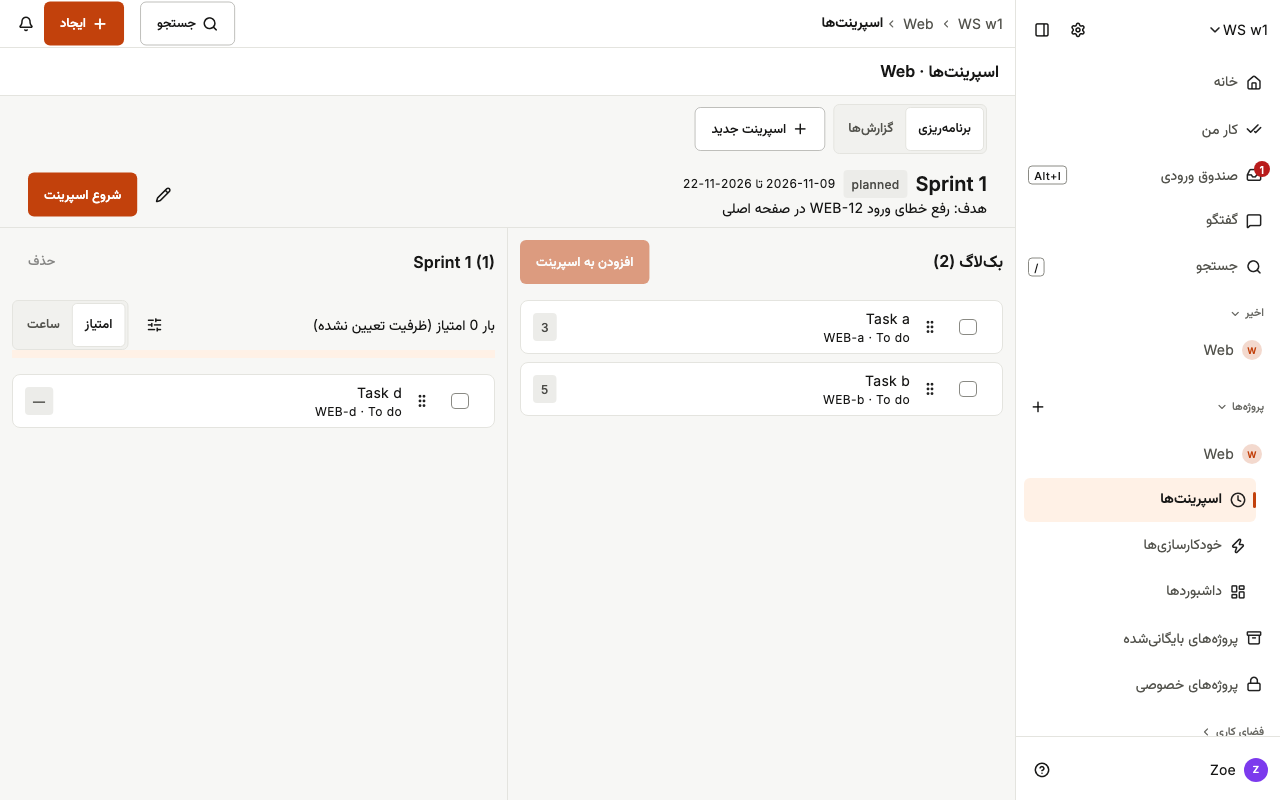 WS w1
خانه
کار من
صندوق ورودی
1
Alt+I
گفتگو
جستجو
/
اخیر
W Web
پروژه‌ها
W Web
اسپرینت‌ها
خودکارسازی‌ها
داشبوردها
پروژه‌های بایگانی‌شده
پروژه‌های خصوصی
فضای کاری
Z Zoe
WS w1 › Web › اسپرینت‌ها
جستجو
ایجاد
اسپرینت‌ها · Web
برنامه‌ریزی
گزارش‌ها
اسپرینت جدید
Sprint 1 planned 2026-11-09 تا 2026-11-22
هدف: رفع خطای ورود WEB-12 در صفحه اصلی
شروع اسپرینت
بک‌لاگ (2)
افزودن به اسپرینت
Task a
WEB-a · To do
3
Task b
WEB-b · To do
5
Sprint 1 (1)
حذف
بار 0 امتیاز (ظرفیت تعیین نشده)
امتیاز
ساعت
Task d
WEB-d · To do
—